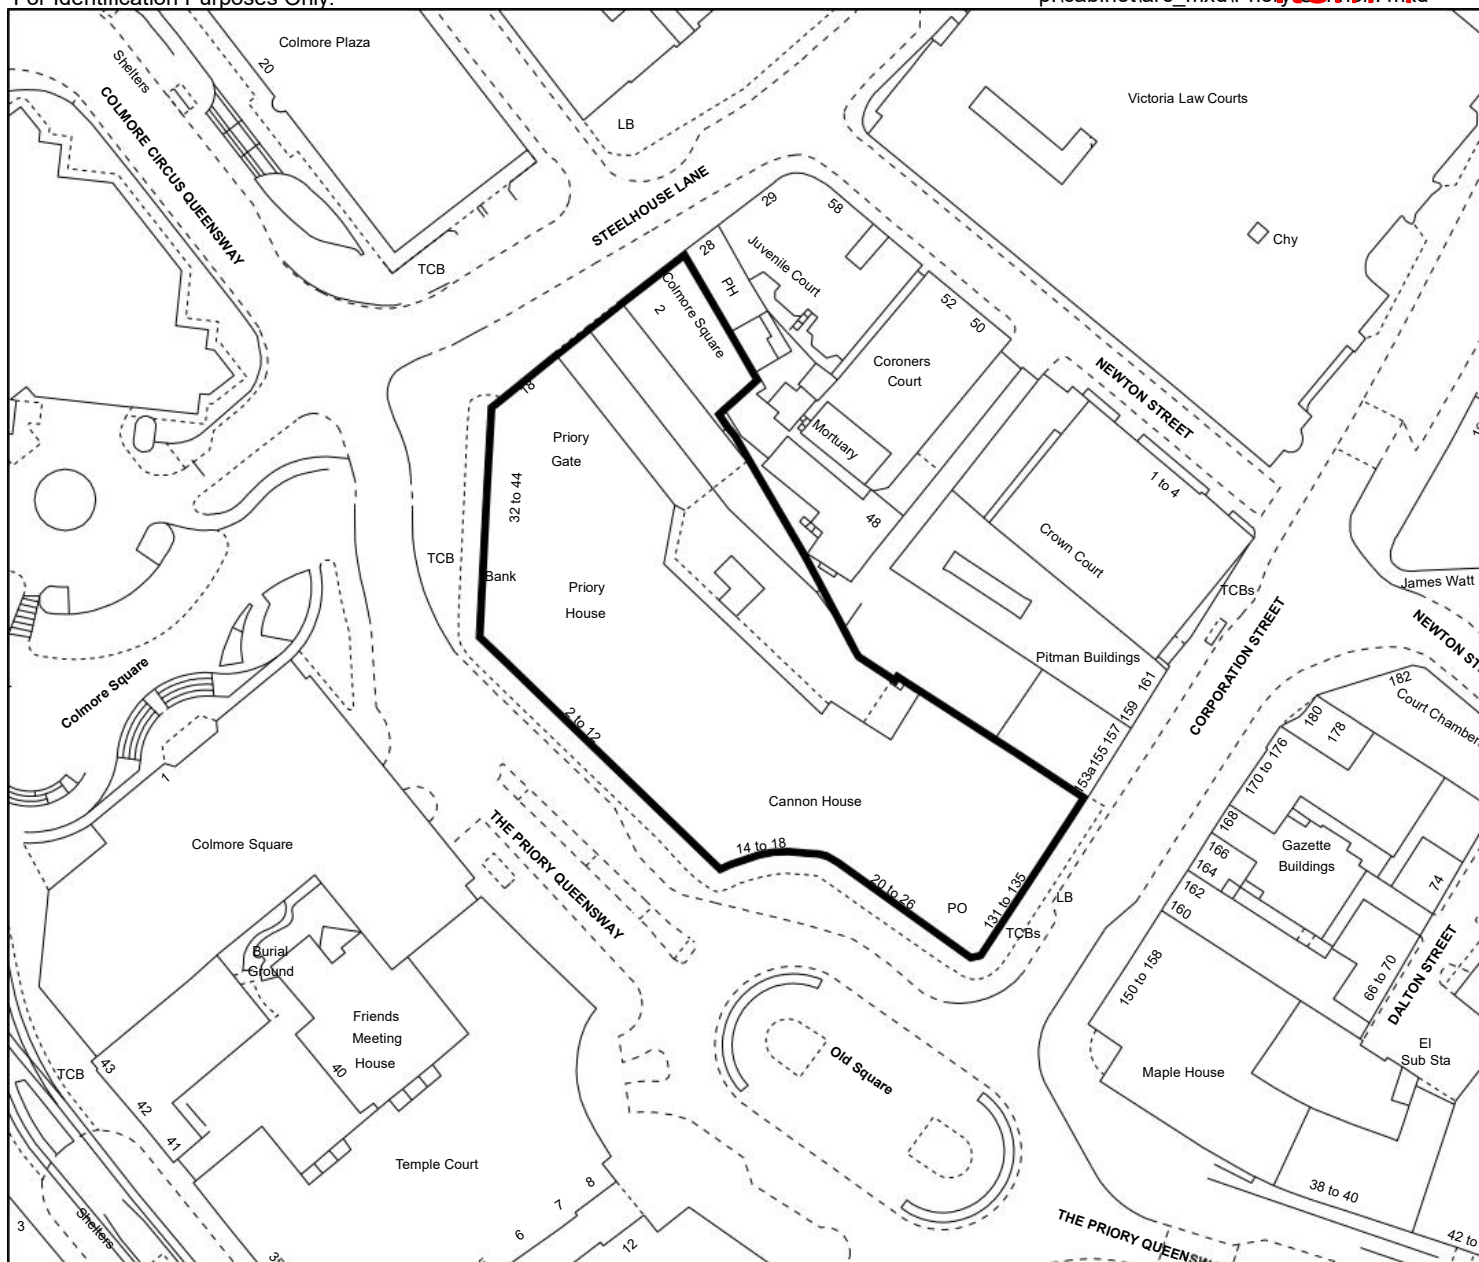 For Identification Purposes Only.
Colmore Plaza
20
Shelters
COLMORE CIRCUS QUEENSWAY
LB
Victoria Law Courts
STEELHOUSE LANE
29
58
28
Juvenile Court
Chy
TCB
PH
Colmore Square
2
52
50
Coroners
Court
NEWTON STREET
18
Priory
Gate
Mortuary
32 to 44
1 to 4
48
Crown Court
TCB
Bank
Priory
House
TCBs
James Watt
Pitman Buildings
CORPORATION STREET
161
159
157
155
153a
182
Court Chamber
180
178
170 to 176
Colmore Square
2 to 12
1
Cannon House
THE PRIORY QUEENSWAY
Colmore Square
14 to 18
20 to 26
PO
131 to 135
LB
TCBs
168
166
164
162
160
Gazette
Buildings
74
Burial
Ground
Friends
Meeting
House
40
150 to 158
66 to 70
DALTON STREET
El
Sub Sta
Old Square
Maple House
TCB
43
42
41
Temple Court
8
7
6
12
38 to 40
42 to
3
Shelters
THE PRIORY